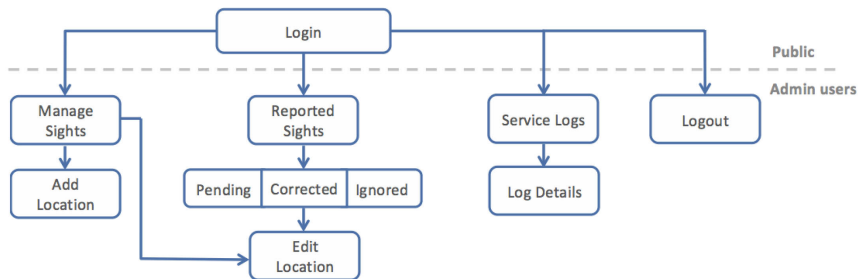 Login
Public
Admin users
Manage
Sights
Reported
Sights
Service Logs
Logout
Add
Location
Pending
Corrected
Ignored
Log Details
Edit
Location